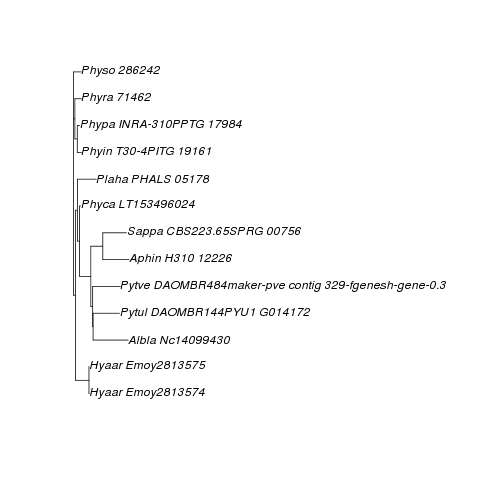 Physo 286242
Phyra 71462
Phypa INRA-310PPTG 17984
Phyin T30-4PITG 19161
Plaha PHALS 05178
Phyca LT153496024
Sappa CBS223.65SPRG 00756
Aphin H310 12226
Pytve DAOMBR484maker-pve contig 329-fgenesh-gene-0.3
Pytul DAOMBR144PYU1 G014172
Albla Nc14099430
Hyaar Emoy2813575
Hyaar Emoy2813574